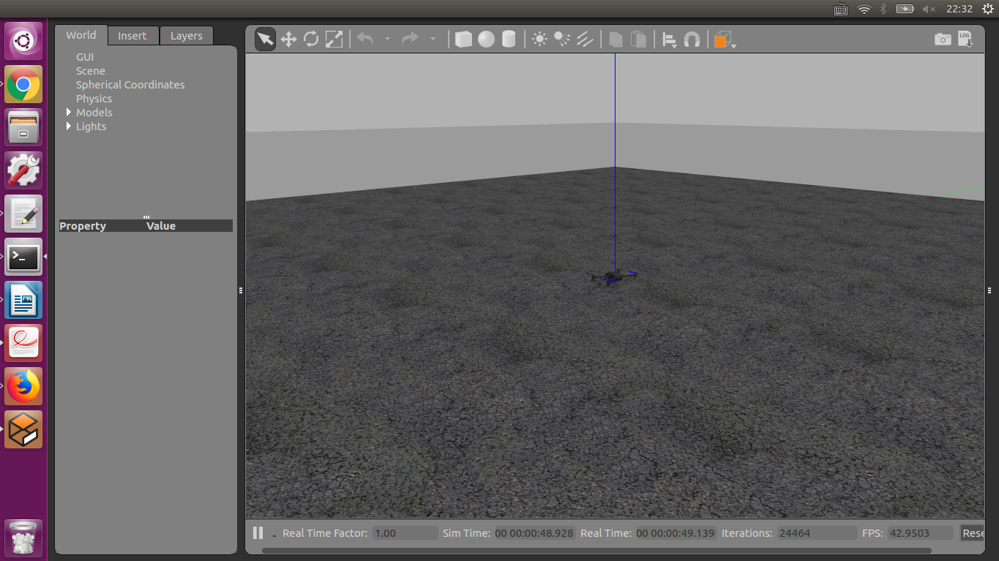 22:32
World Insert Layers
GUI
Scene
Spherical Coordinates
Physics
Models
Lights
Property Value
LOG
Real Time Factor: 1.00 Sim Time: 00 00:00:48.928 Real Time: 00 00:00:49.139 Iterations: 24464 FPS: 42.9503 Rese